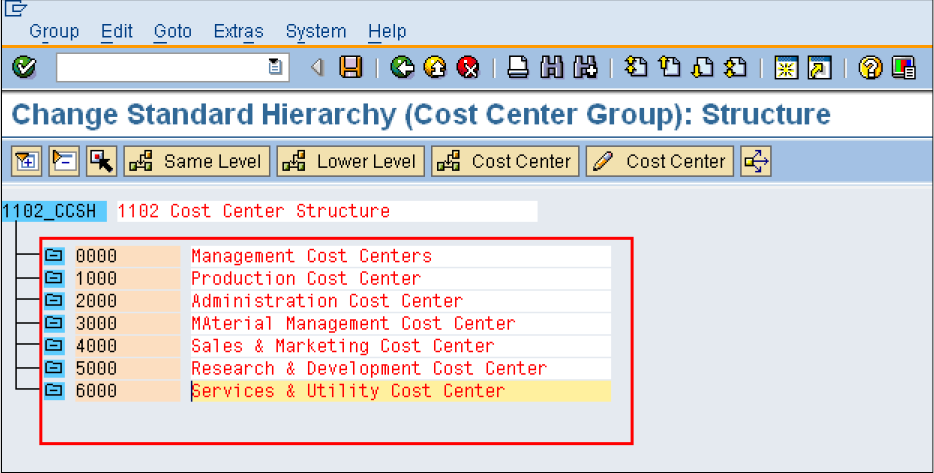 Group Edit Goto Extras System Help
Change Standard Hierarchy (Cost Center Group): Structure
Same Level Lower Level Cost Center Cost Center
1102_CCSH 1102 Cost Center Structure
0000 Management Cost Centers
1000 Production Cost Center
2000 Administration Cost Center
3000 MAterial Management Cost Center
4000 Sales & Marketing Cost Center
5000 Research & Development Cost Center
6000 Services & Utility Cost Center